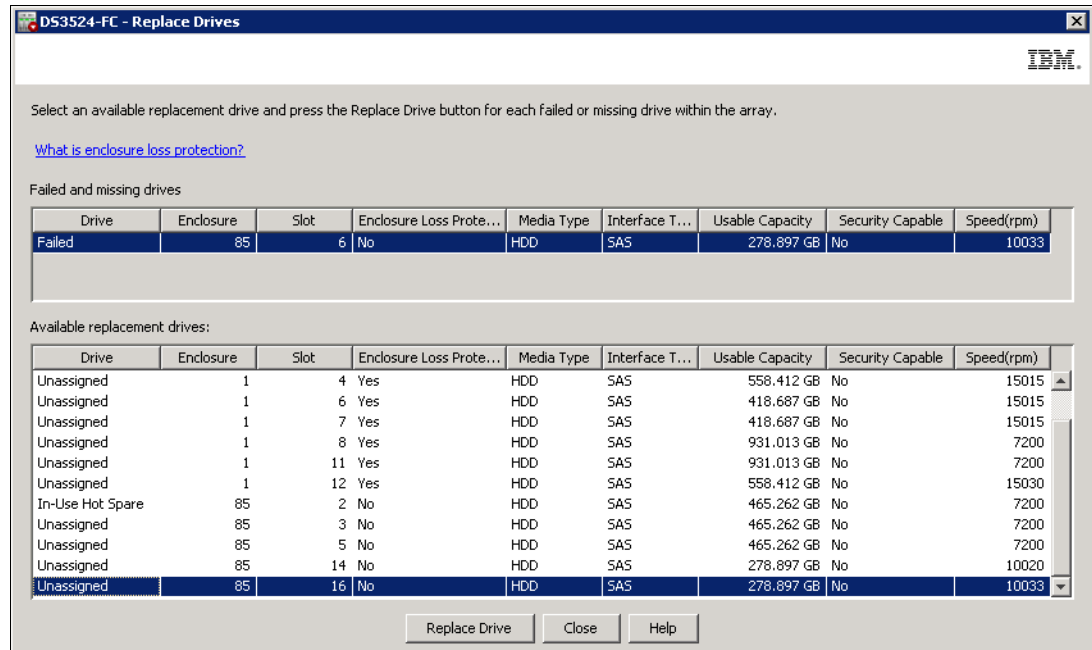 DS3524-FC - Replace Drives
IBM.
Select an available replacement drive and press the Replace Drive button for each failed or missing drive within the array.
What is enclosure loss protection?
Failed and missing drives
Drive Enclosure Slot Enclosure Loss Prote... Media Type Interface T... Usable Capacity Security Capable Speed(rpm)
Failed 85 6 No HDD SAS 278.897 GB No 10033
Available replacement drives:
Drive Enclosure Slot Enclosure Loss Prote... Media Type Interface T... Usable Capacity Security Capable Speed(rpm)
Unassigned 1 4 Yes HDD SAS 558.412 GB No 15015
Unassigned 1 6 Yes HDD SAS 418.687 GB No 15015
Unassigned 1 7 Yes HDD SAS 418.687 GB No 15015
Unassigned 1 8 Yes HDD SAS 931.013 GB No 7200
Unassigned 1 11 Yes HDD SAS 931.013 GB No 7200
Unassigned 1 12 Yes HDD SAS 558.412 GB No 15030
In-Use Hot Spare 85 2 No HDD SAS 465.262 GB No 7200
Unassigned 85 3 No HDD SAS 465.262 GB No 7200
Unassigned 85 5 No HDD SAS 465.262 GB No 7200
Unassigned 85 14 No HDD SAS 278.897 GB No 10020
Unassigned 85 16 No HDD SAS 278.897 GB No 10033
Replace Drive Close Help